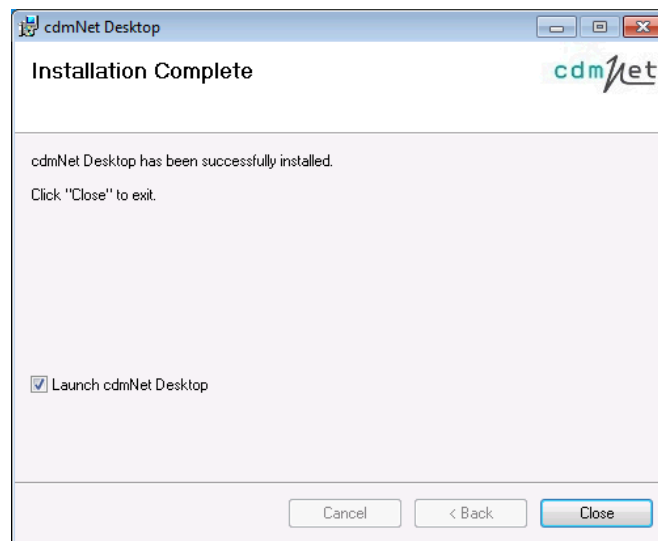 cdmNet Desktop
Installation Complete
cdmNet
cdmNet Desktop has been successfully installed.
Click "Close" to exit.
Launch cdmNet Desktop
Cancel
< Back
Close